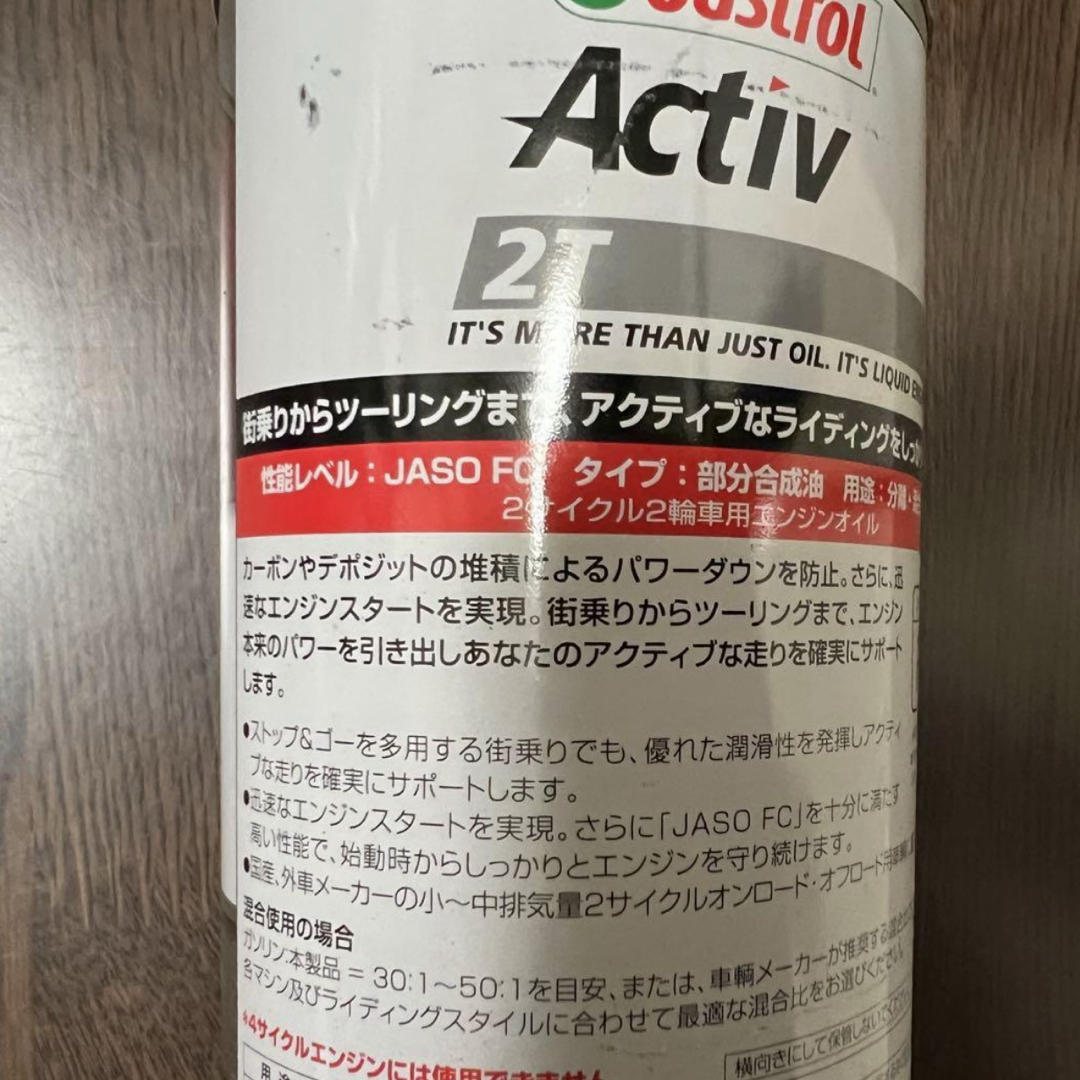 Castrol
Activ
2T
IT'S MORE THAN JUST OIL. IT'S LIQUID
街乗りからツーリングまで、アクティブなライディングをしっか
性能レベル：JASO FC タイプ：部分合成油 用途：分離・混合
2サイクル2輪車用エンジンオイル
カーボンやデポジットの堆積によるパワーダウンを防止。さらに、迅
速なエンジンスタートを実現。街乗りからツーリングまで、エンジン
本来のパワーを引き出しあなたのアクティブな走りを確実にサポート
します。
●ストップ&ゴーを多用する街乗りでも、優れた潤滑性を発揮しアクティ
ブな走りを確実にサポートします。
●迅速なエンジンスタートを実現。さらに「JASO FC」を十分に満たす
高い性能で、始動時からしっかりとエンジンを守り続けます。
●国産、外車メーカーの小〜中排気量2サイクルオンロード・オフロード
混合使用の場合
ガソリン:本製品 = 30:1〜50:1を目安、または、車輌メーカーが推奨する混合
各マシン及びライディングスタイルに合わせて最適な混合比をお選びください。
※4サイクルエンジンには使用できません
横向きにして保管しないでください
用途